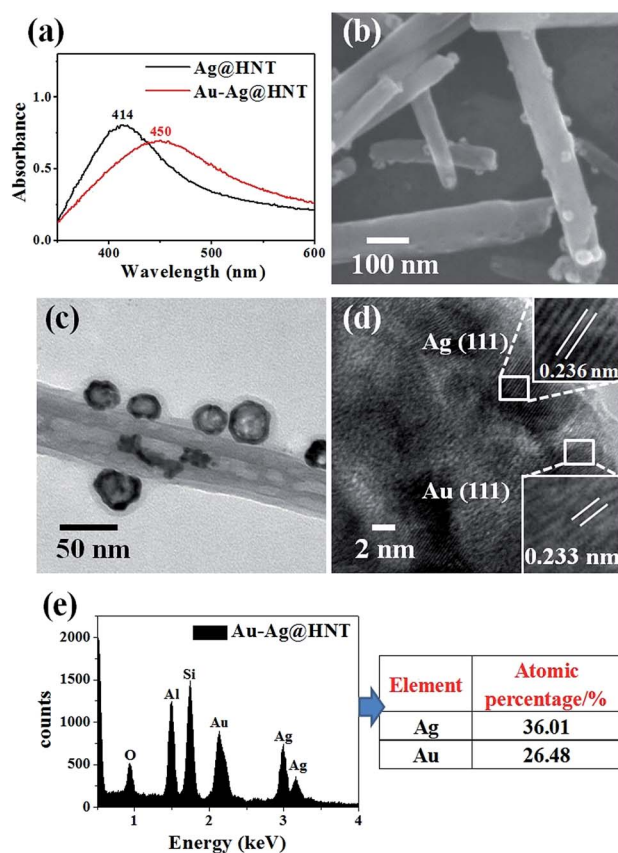 (a)
Ag@HNT
Au-Ag@HNT
414
450
Absorbance
1.0
0.5
0.0
400 500 600
Wavelength (nm)
(b)
100 nm
(c)
50 nm
(d)
Ag (111)
0.236 nm
Au (111)
2 nm
0.233 nm
(e)
Au-Ag@HNT
counts
2000
1500
1000
500
0
O
Al
Si
Au
Ag
Ag
1 2 3 4
Energy (keV)
Element Atomic
percentage/%
Ag 36.01
Au 26.48